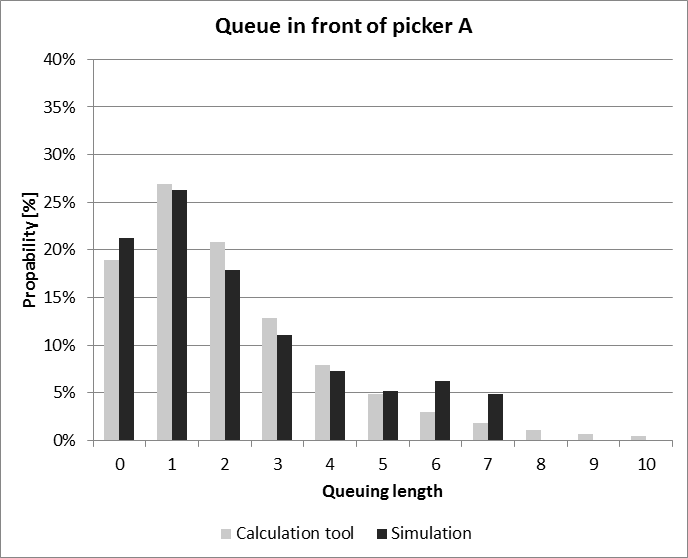 Queue in front of picker A
40%
35%
30%
25%
20%
15%
10%
5%
0%
Propability [%]
0 1 2 3 4 5 6 7 8 9 10
Queuing length
Calculation tool Simulation